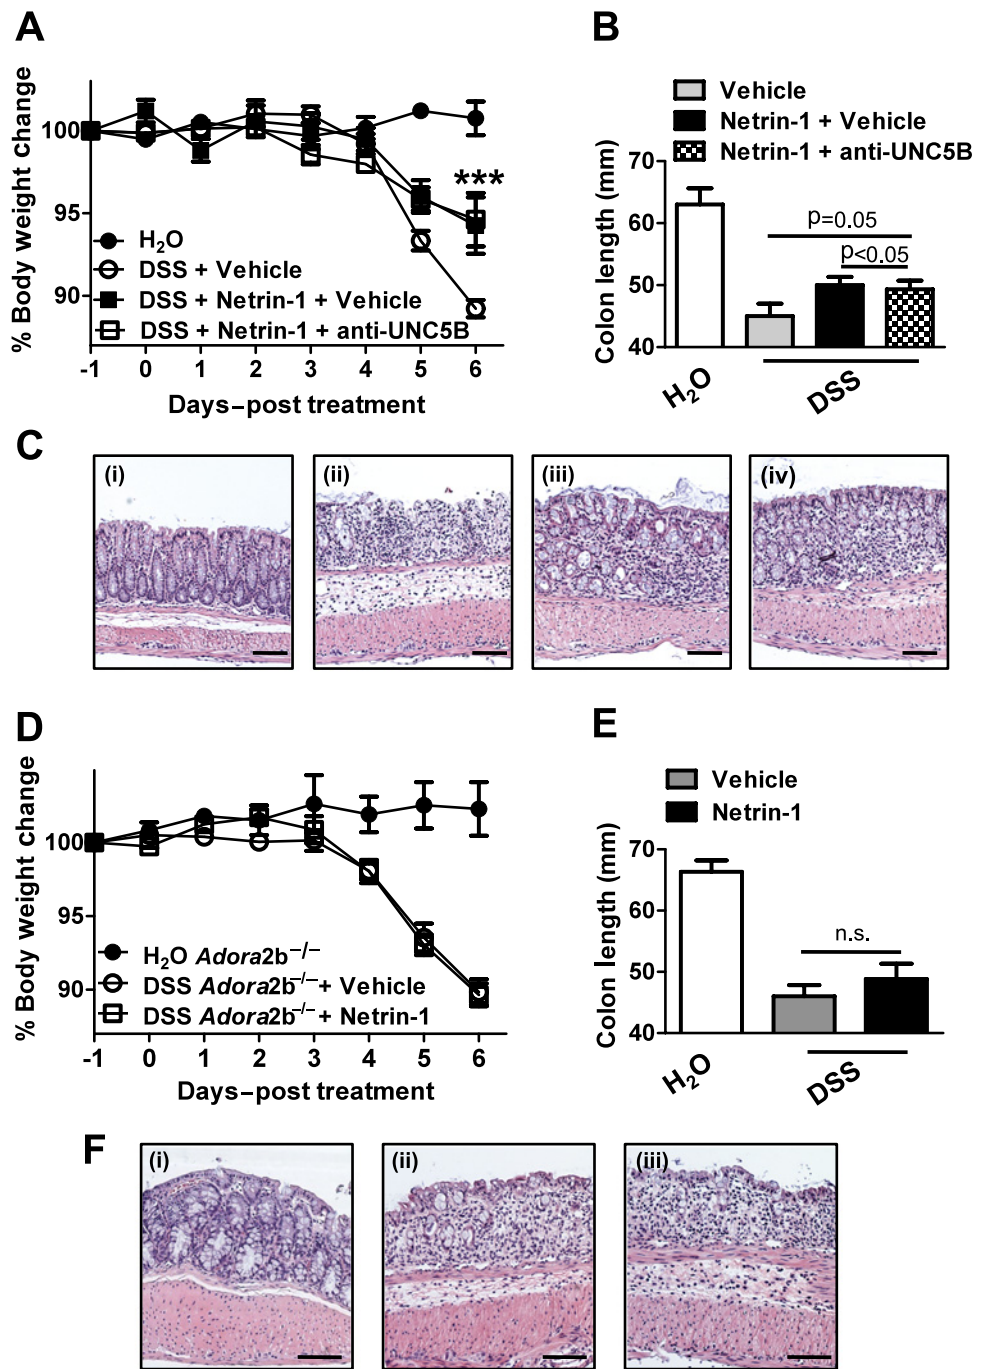 A
% Body weight change
100
95
90
***
H₂O
DSS + Vehicle
DSS + Netrin-1 + Vehicle
DSS + Netrin-1 + anti-UNC5B
-1 0 1 2 3 4 5 6
Days–post treatment
B
Vehicle
Netrin-1 + Vehicle
Netrin-1 + anti-UNC5B
Colon length (mm)
70
60
50
40
p=0.05
p<0.05
H₂O
DSS
C
(i)
(ii)
(iii)
(iv)
D
% Body weight change
100
95
90
H₂O Adora2b⁻/⁻
DSS Adora2b⁻/⁻+ Vehicle
DSS Adora2b⁻/⁻+ Netrin-1
-1 0 1 2 3 4 5 6
Days–post treatment
E
Vehicle
Netrin-1
Colon length (mm)
70
60
50
40
n.s.
H₂O
DSS
F
(i)
(ii)
(iii)